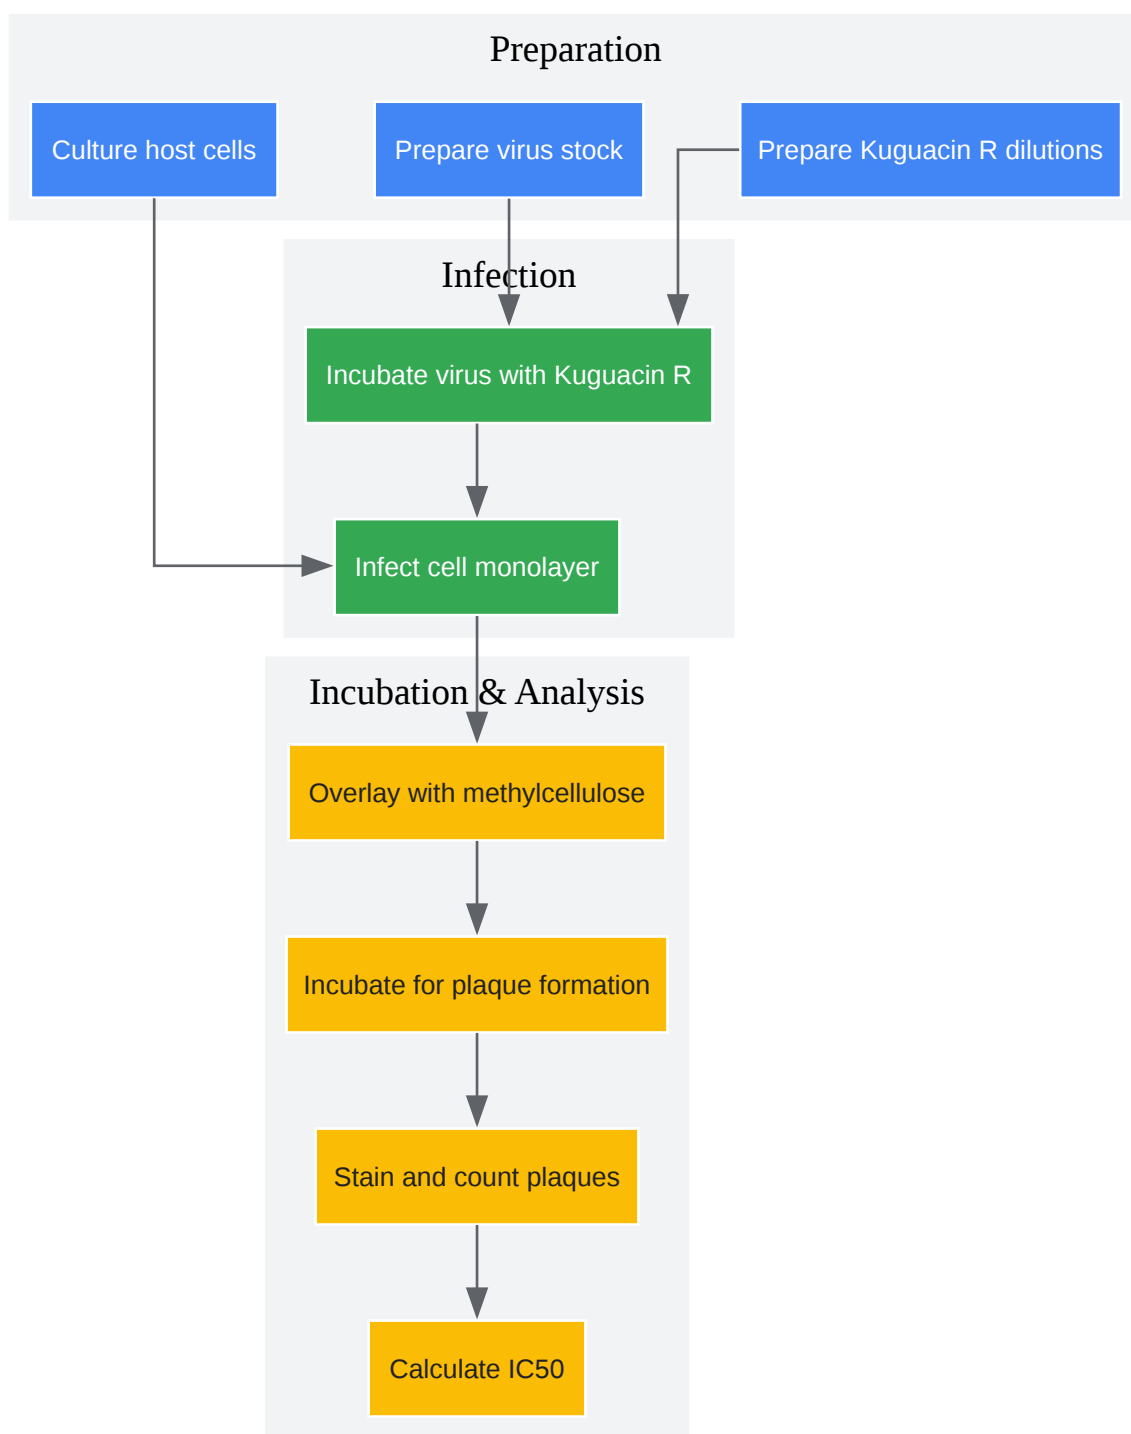 Preparation
Culture host cells
Prepare virus stock
Prepare Kuguacin R dilutions
Infection
Incubate virus with Kuguacin R
Infect cell monolayer
Incubation & Analysis
Overlay with methylcellulose
Incubate for plaque formation
Stain and count plaques
Calculate IC50